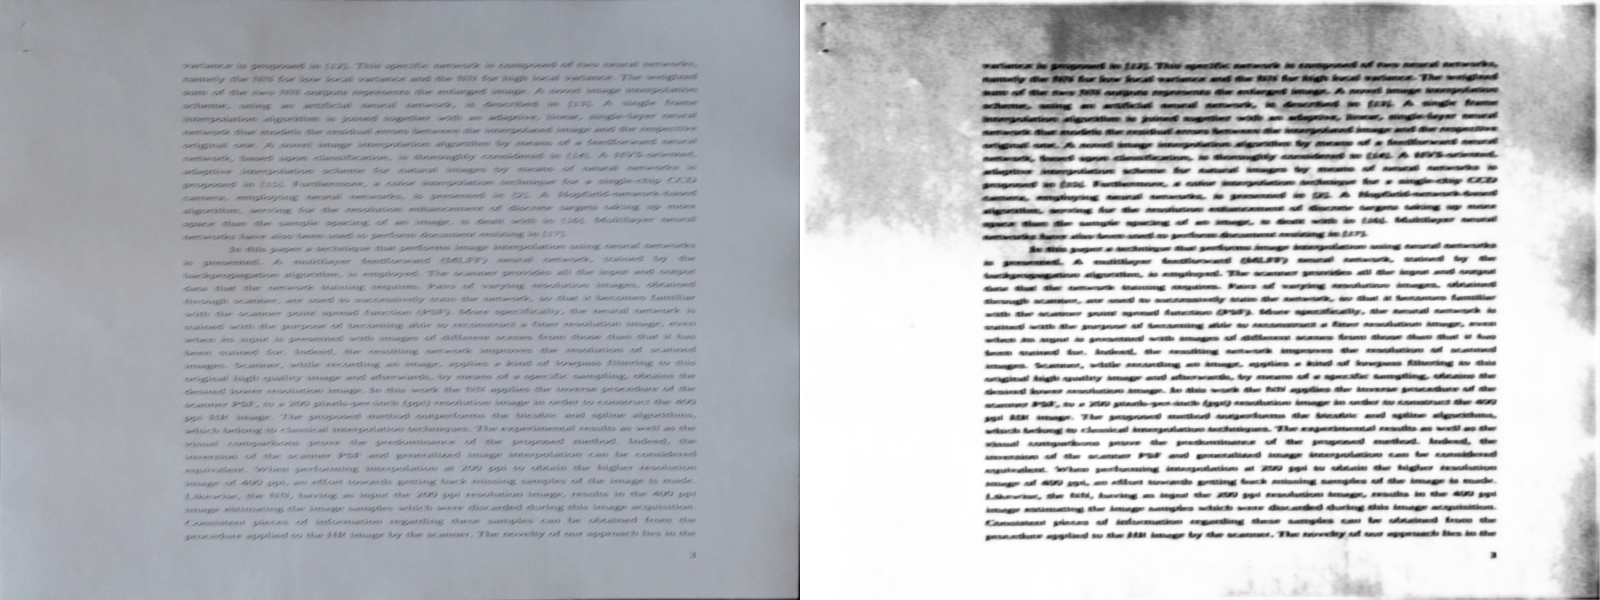 variance is proposed in [12]. This specific network is composed of two neural networks,
namely the NN for low local variance and the NN for high local variance. The weighted
sum of the two NN outputs represents the enlarged image. A novel image interpolation
scheme, using an artificial neural network, is described in [13]. A single frame
interpolation algorithm is joined together with an adaptive, linear, single-layer neural
network that models the residual errors between the interpolated image and the respective
original one. A novel image interpolation algorithm by means of a feedforward neural
network, based upon classification, is thoroughly considered in [14]. A HVS-oriented,
adaptive interpolation scheme for natural images by means of neural networks is
proposed in [15]. Furthermore, a color interpolation technique for a single-chip CCD
camera, employing neural networks, is presented in [2]. A Hopfield-network-based
algorithm, serving for the resolution enhancement of discrete targets taking up more
space than the sample spacing of an image, is dealt with in [16]. Multilayer neural
networks have also been used to perform document resizing in [17].
In this paper a technique that performs image interpolation using neural networks
is presented. A multilayer feedforward (MLFF) neural network, trained by the
backpropagation algorithm, is employed. The scanner provides all the input and output
data that the network training requires. Pairs of varying resolution images, obtained
through scanner, are used to successively train the network, so that it becomes familiar
with the scanner point spread function (PSF). More specifically, the neural network is
trained with the purpose of becoming able to reconstruct a finer resolution image, even
when its input is presented with images of different scenes from those than that it has
been trained for. Indeed, the resulting network improves the resolution of scanned
images. Scanner, while recording an image, applies a kind of lowpass filtering to this
original high quality image and afterwards, by means of a specific sampling, obtains the
desired lower resolution image. In this work the NN applies the inverse procedure of the
scanner PSF, to a 200 pixels-per-inch (ppi) resolution image in order to construct the 400
ppi HR image. The proposed method outperforms the bicubic and spline algorithms,
which belong to classical interpolation techniques. The experimental results as well as the
visual comparisons prove the predominance of the proposed method. Indeed, the
inversion of the scanner PSF and generalized image interpolation can be considered
equivalent. When performing interpolation at 200 ppi to obtain the higher resolution
image of 400 ppi, an effort towards getting back missing samples of the image is made.
Likewise, the NN, having as input the 200 ppi resolution image, results in the 400 ppi
image estimating the image samples which were discarded during this image acquisition.
Consistent pieces of information regarding these samples can be obtained from the
procedure applied to the HR image by the scanner. The novelty of our approach lies in the
3